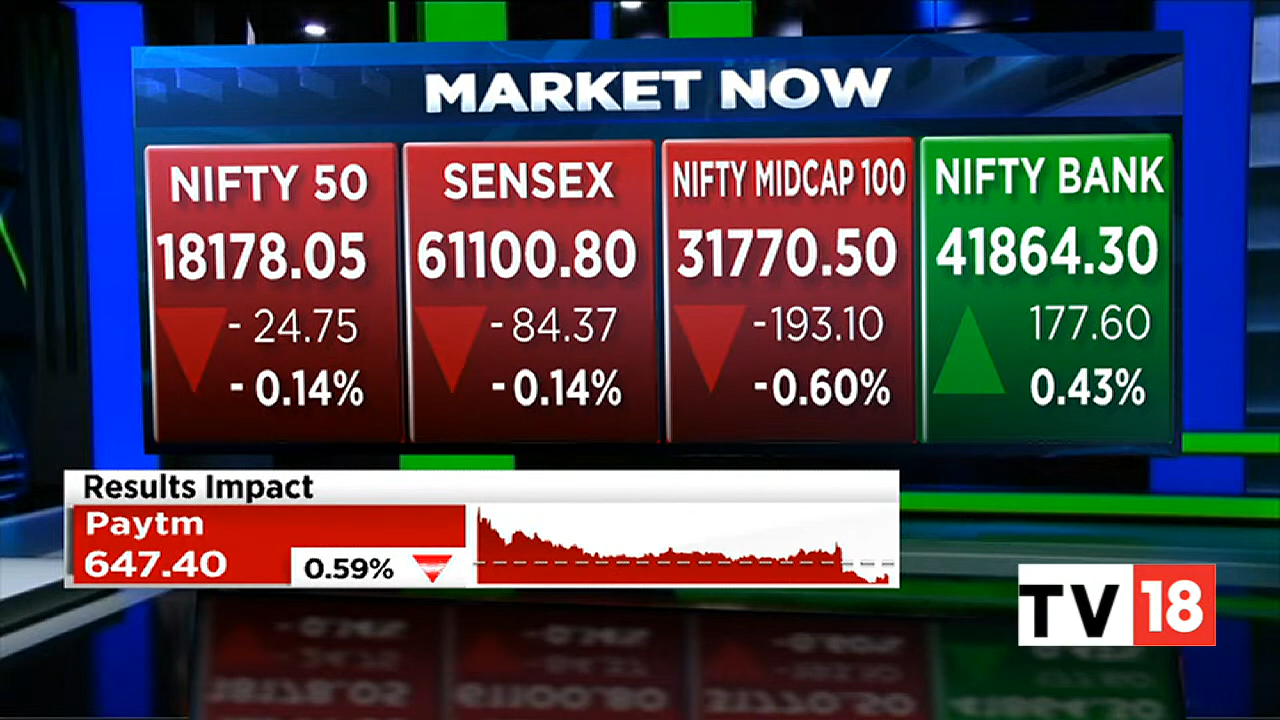 MARKET NOW
NIFTY 50
18178.05
- 24.75
- 0.14%
SENSEX
61100.80
- 84.37
- 0.14%
NIFTY MIDCAP 100
31770.50
-193.10
-0.60%
NIFTY BANK
41864.30
177.60
0.43%
Results Impact
Paytm
647.40
0.59%
TV18